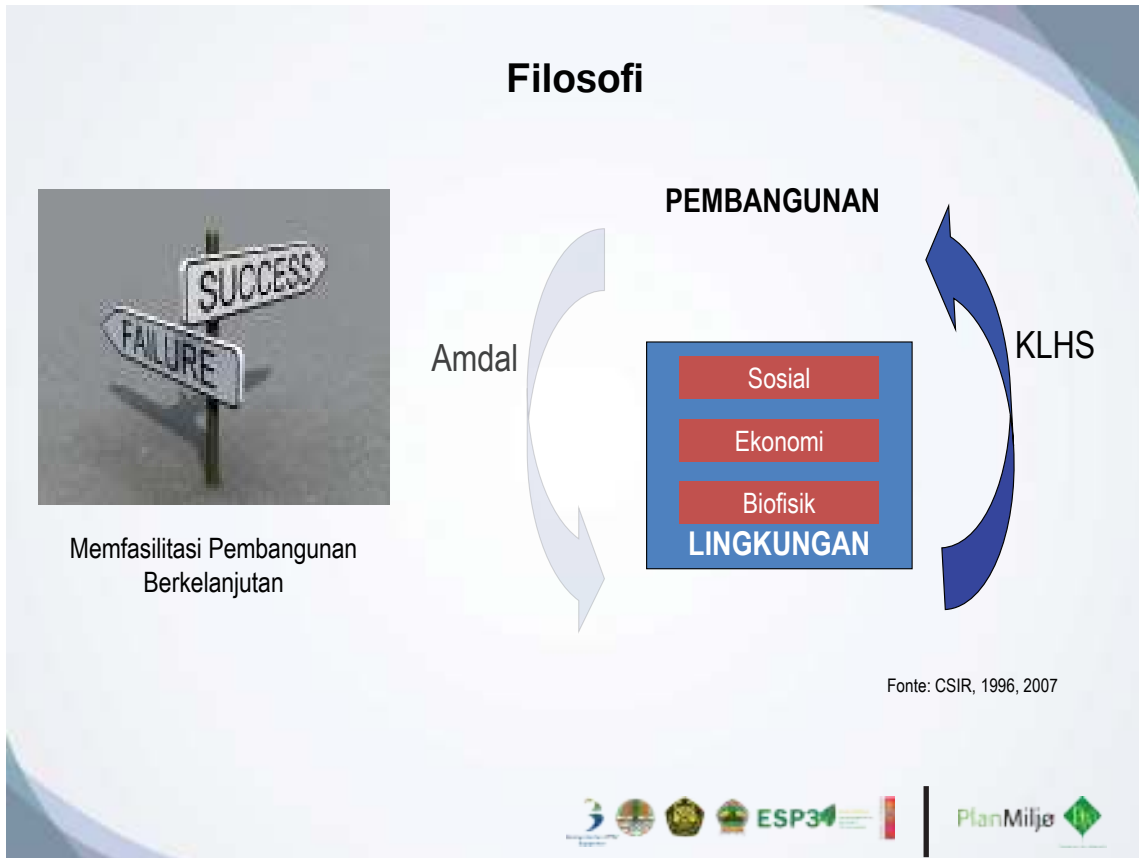 Filosofi
SUCCESS
FAILURE
Memfasilitasi Pembangunan
Berkelanjutan
PEMBANGUNAN
Amdal
KLHS
Sosial
Ekonomi
Biofisik
LINGKUNGAN
Fonte: CSIR, 1996, 2007
ESP3
PlanMiljø